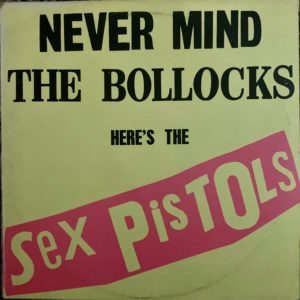 NEVER MIND
THE BOLLOCKS
HERE'S THE
Sex PisTOls